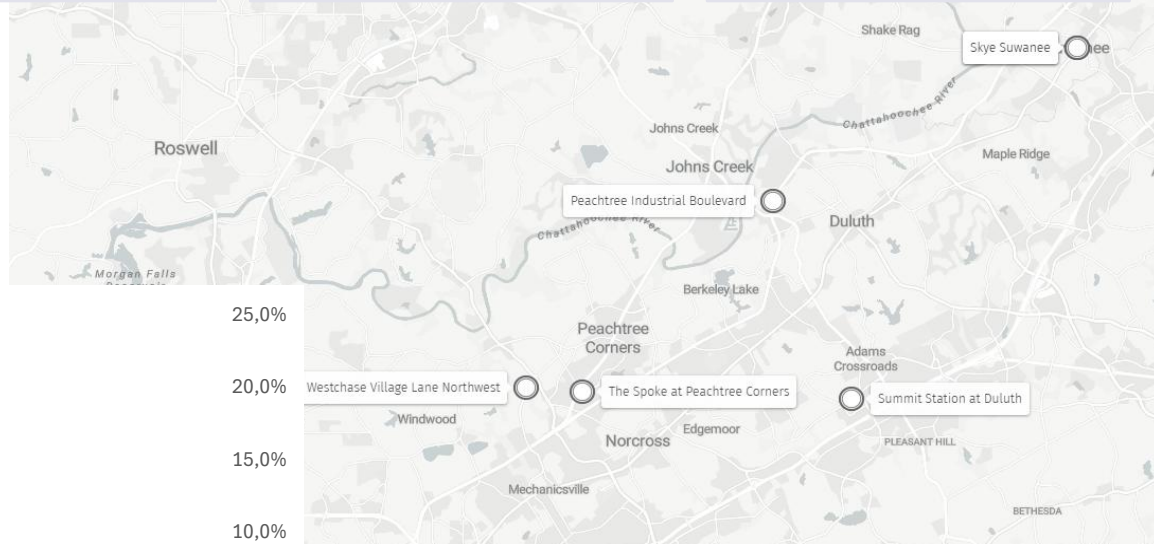 Shake Rag
Skye Suwanee
nee
Chattahoochee River
Johns Creek
Roswell
Johns Creek
Maple Ridge
Peachtree Industrial Boulevard
Duluth
Chattahoochee River
Morgan Falls
Berkeley Lake
25,0%
Peachtree
Corners
Adams
Crossroads
20,0%
Westchase Village Lane Northwest
The Spoke at Peachtree Corners
Summit Station at Duluth
Windwood
Edgemoor
Norcross
PLEASANT HILL
15,0%
Mechanicsville
BETHESDA
10,0%